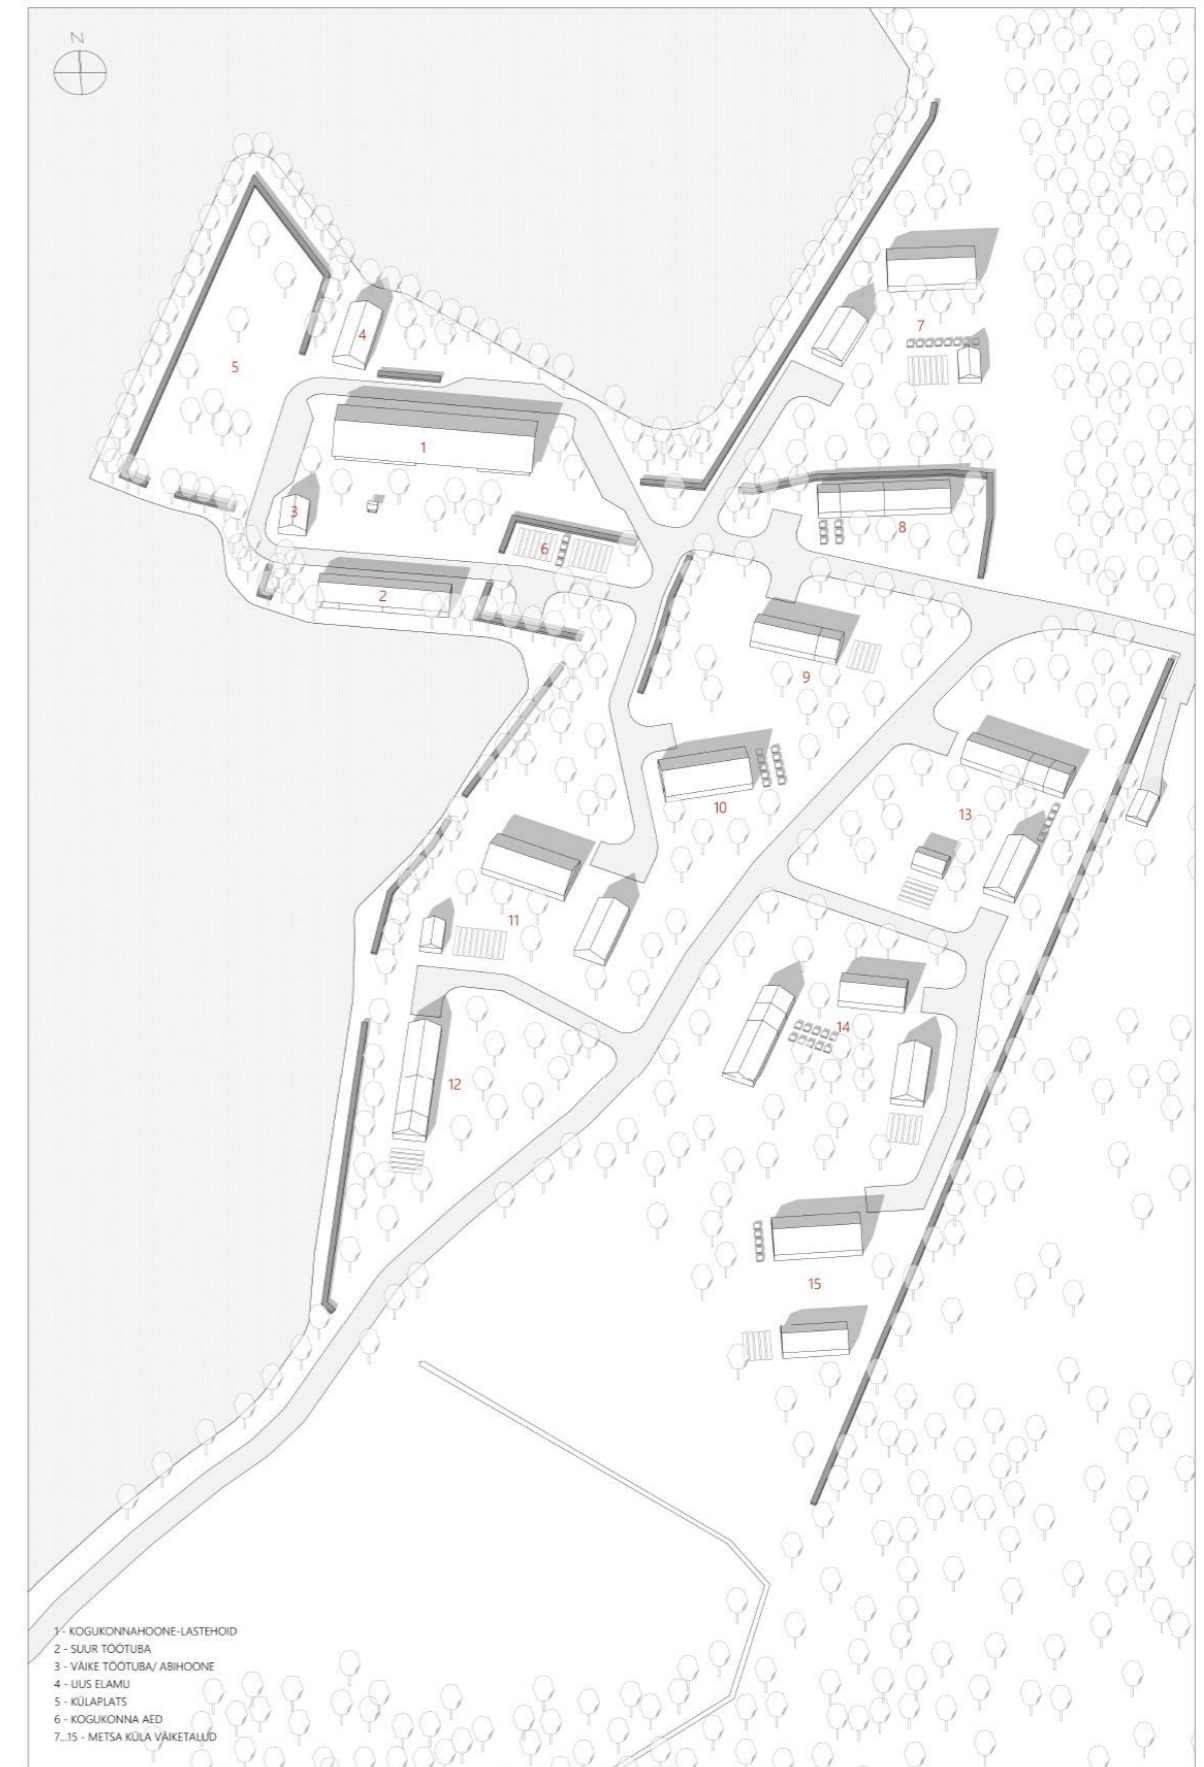 N
4
7
5
1
3
8
6
2
9
10
13
11
14
12
15
1 - KOGUKONNAHOONE-LASTEHOID
2 - SUUR TÖÖTUBA
3 - VÄIKE TÖÖTUBA/ ABIHOONE
4 - UUS ELAMU
5 - KÜLAPLATS
6 - KOGUKONNA AED
7...15 - METSA KÜLA VÄIKETALUD